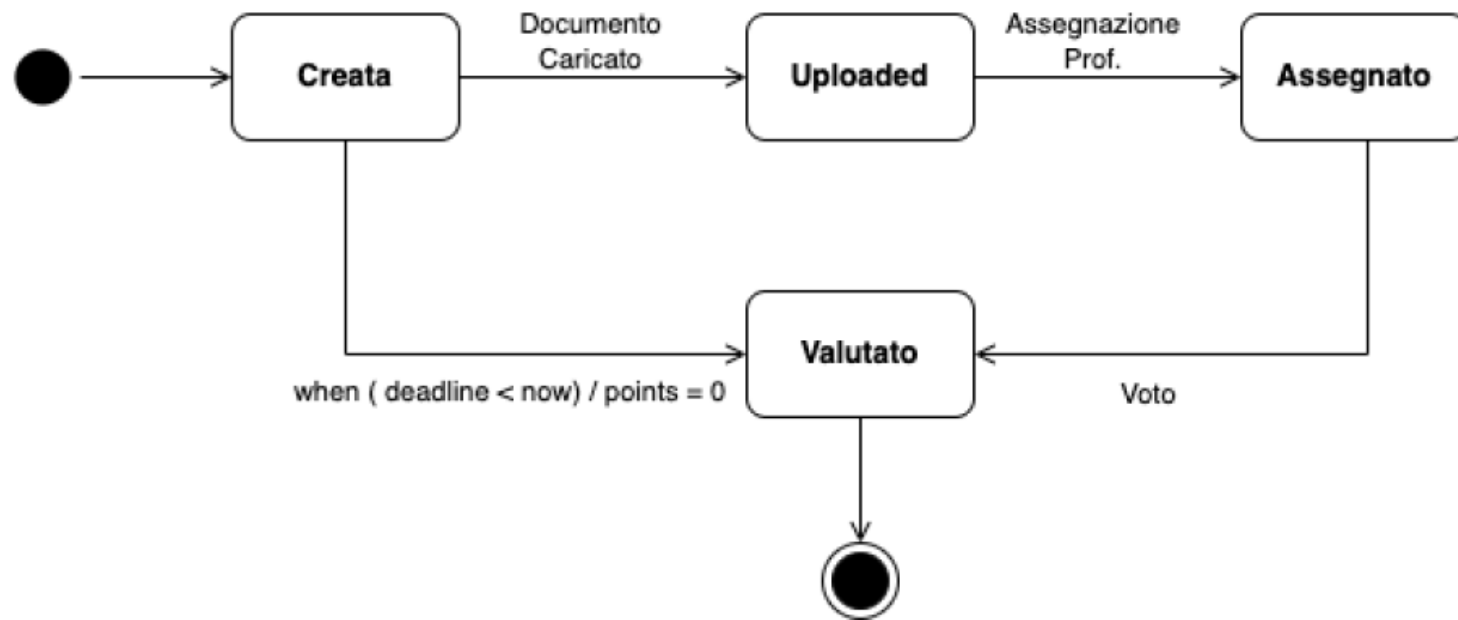 Documento
Caricato
Assegnazione
Prof.
Creata
Uploaded
Assegnato
Valutato
when ( deadline < now) / points = 0
Voto